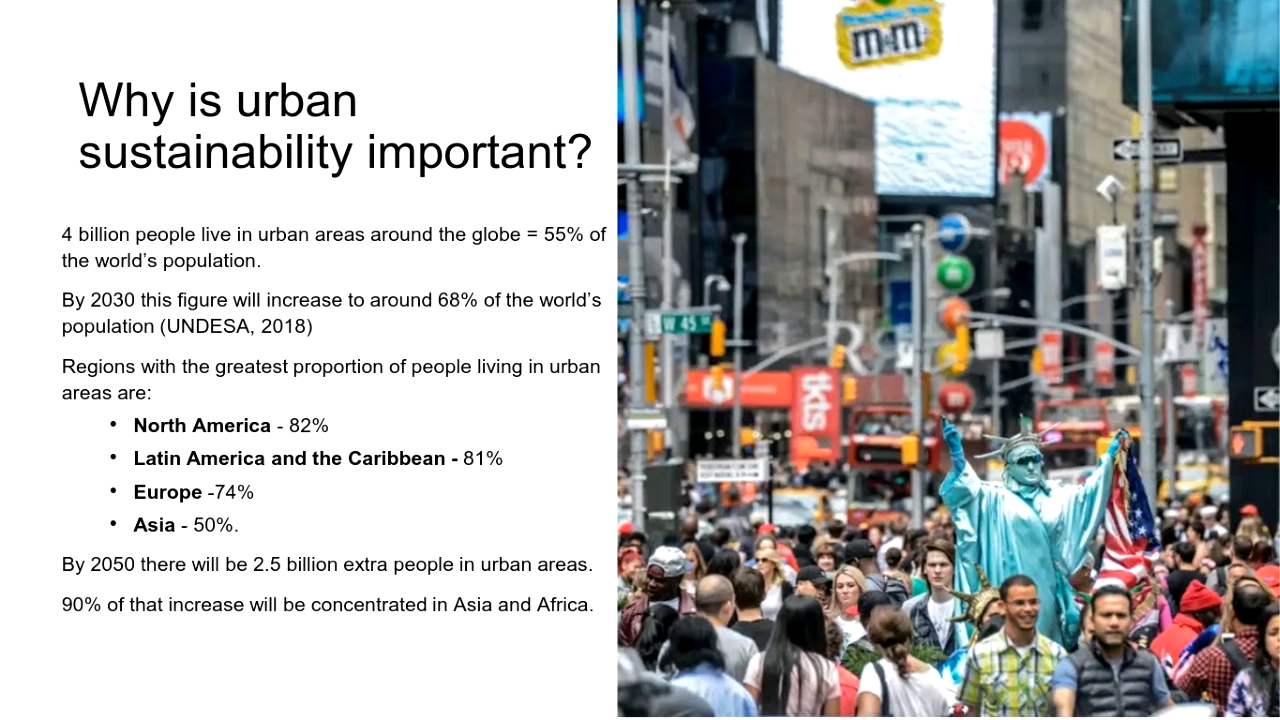 Why is urban
sustainability important?
4 billion people live in urban areas around the globe = 55% of
the world's population.
By 2030 this figure will increase to around 68% of the world's
population (UNDESA, 2018)
Regions with the greatest proportion of people living in urban
areas are:
• North America - 82%
• Latin America and the Caribbean - 81%
• Europe -74%
• Asia - 50%.
By 2050 there will be 2.5 billion extra people in urban areas.
90% of that increase will be concentrated in Asia and Africa.
m&m's
W 45 ST
tkts